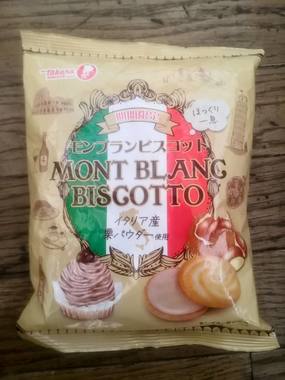 Takara
期間限定
ほっくり
一息
モンブランビスコット
MONT BLANC
BISCOTTO
イタリア産
栗パウダー使用